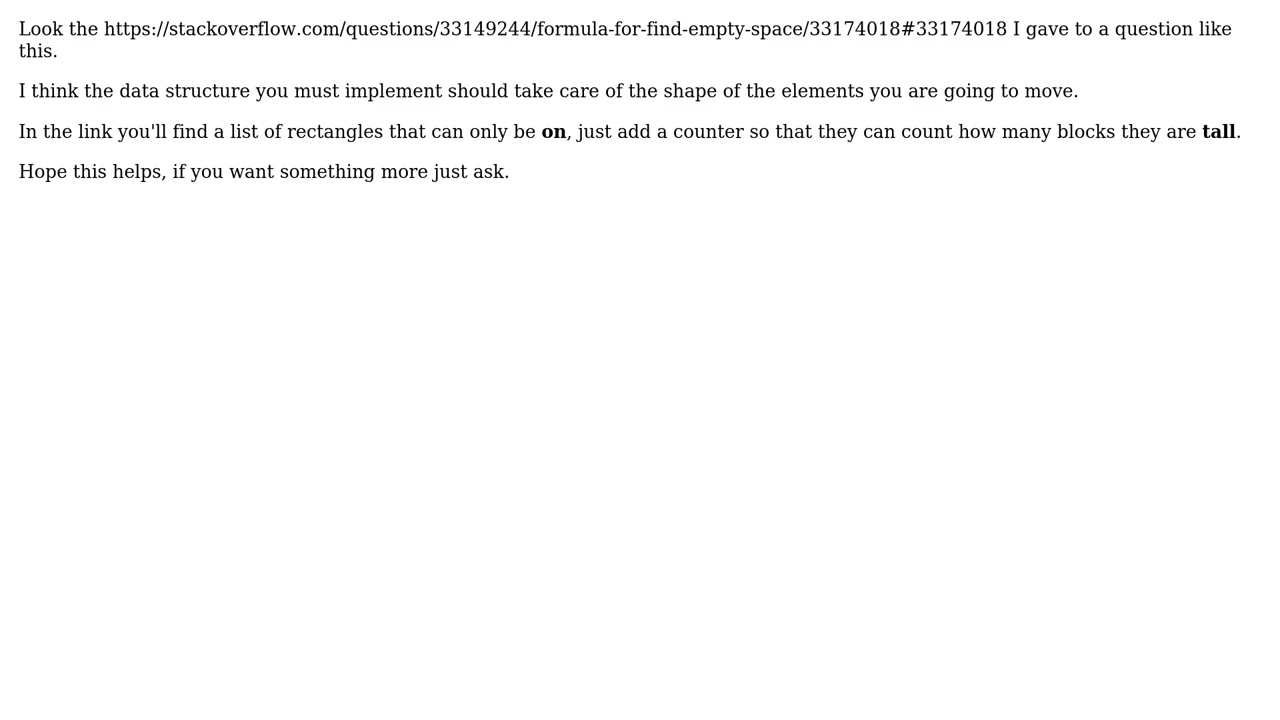 Look the https://stackoverflow.com/questions/33149244/formula-for-find-empty-space/33174018#33174018 I gave to a question like
this.
I think the data structure you must implement should take care of the shape of the elements you are going to move.
In the link you'll find a list of rectangles that can only be on, just add a counter so that they can count how many blocks they are tall.
Hope this helps, if you want something more just ask.